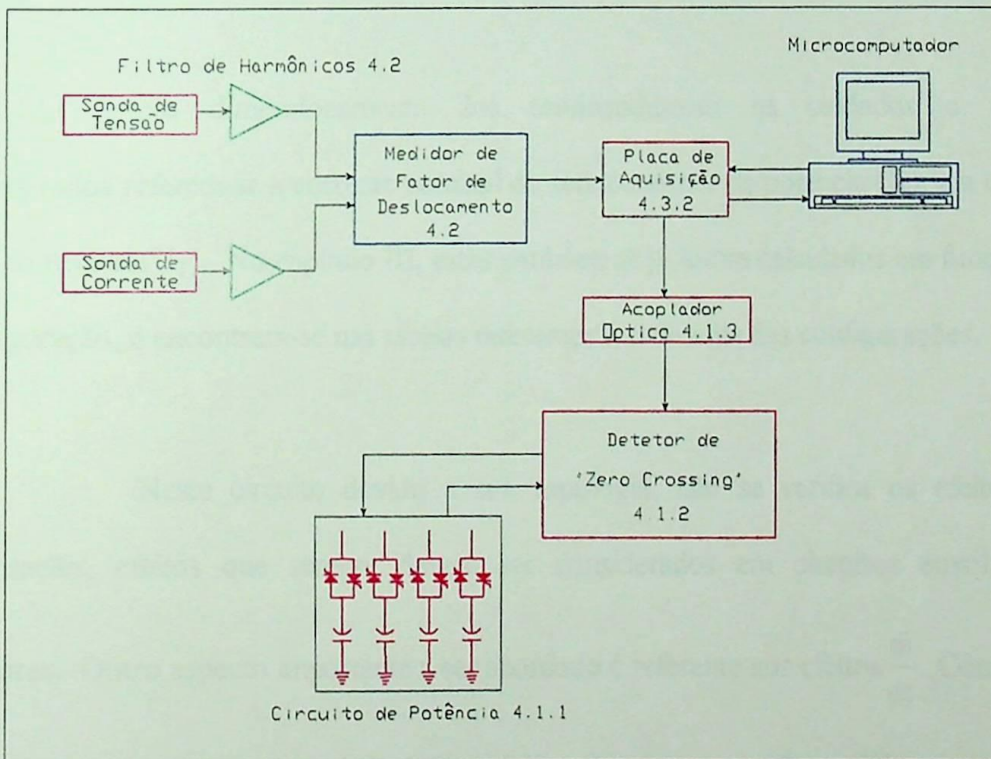 Microcomputador
Filtro de Harmônicos 4.2
Sonda de
Tensão
Medidor de
Fator de
Deslocamento
4.2
Placa de
Aquisição
4.3.2
Sonda de
Corrente
Acoplador
Optico 4.1.3
Detetor de
"Zero Crossing"
4.1.2
Circuito de Potência 4.1.1